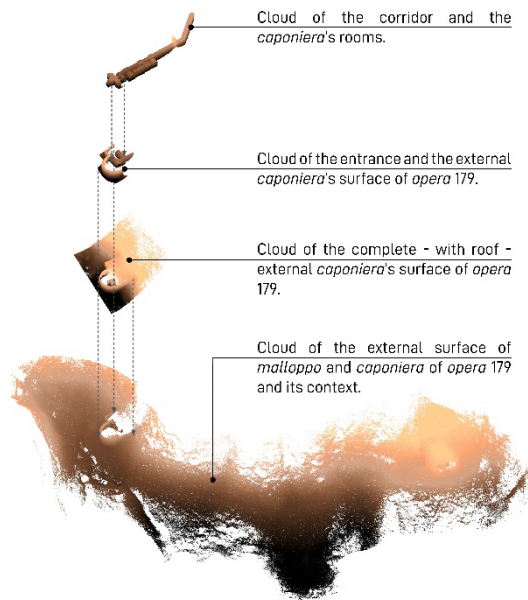 Cloud of the corridor and the
caponiera's rooms.
Cloud of the entrance and the external
caponiera's surface of opera 179.
Cloud of the complete - with roof -
external caponiera's surface of opera
179.
Cloud of the external surface of
malloppo and caponiera of opera 179
and its context.